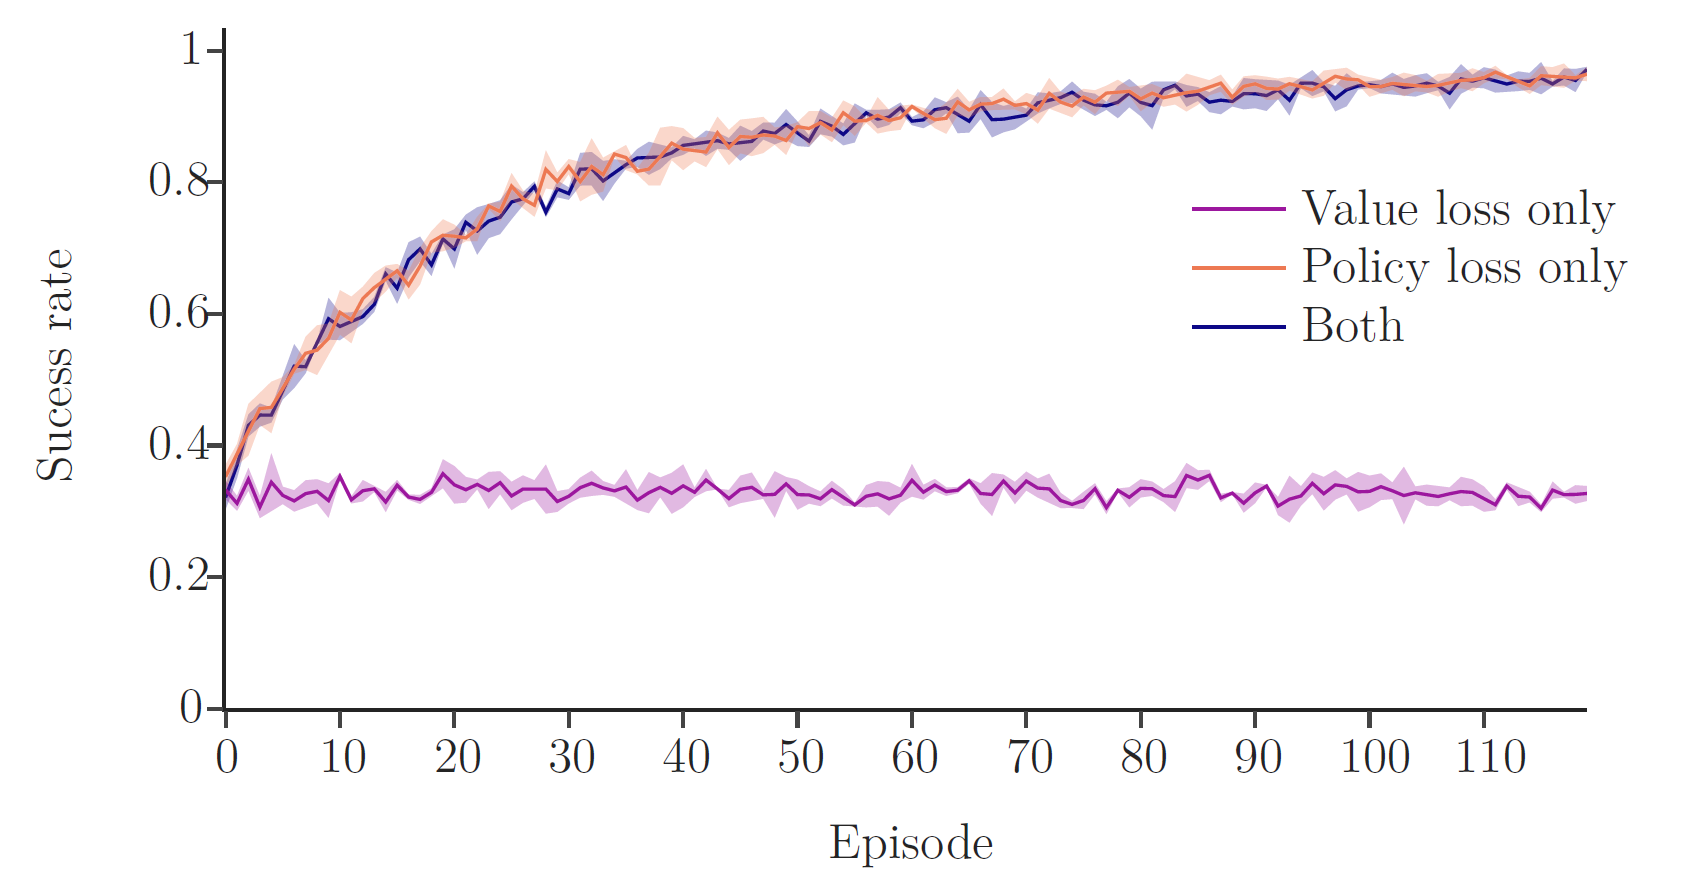 1
0.8
0.6
0.4
0.2
0
Sucess rate
Value loss only
Policy loss only
Both
0 10 20 30 40 50 60 70 80 90 100 110
Episode